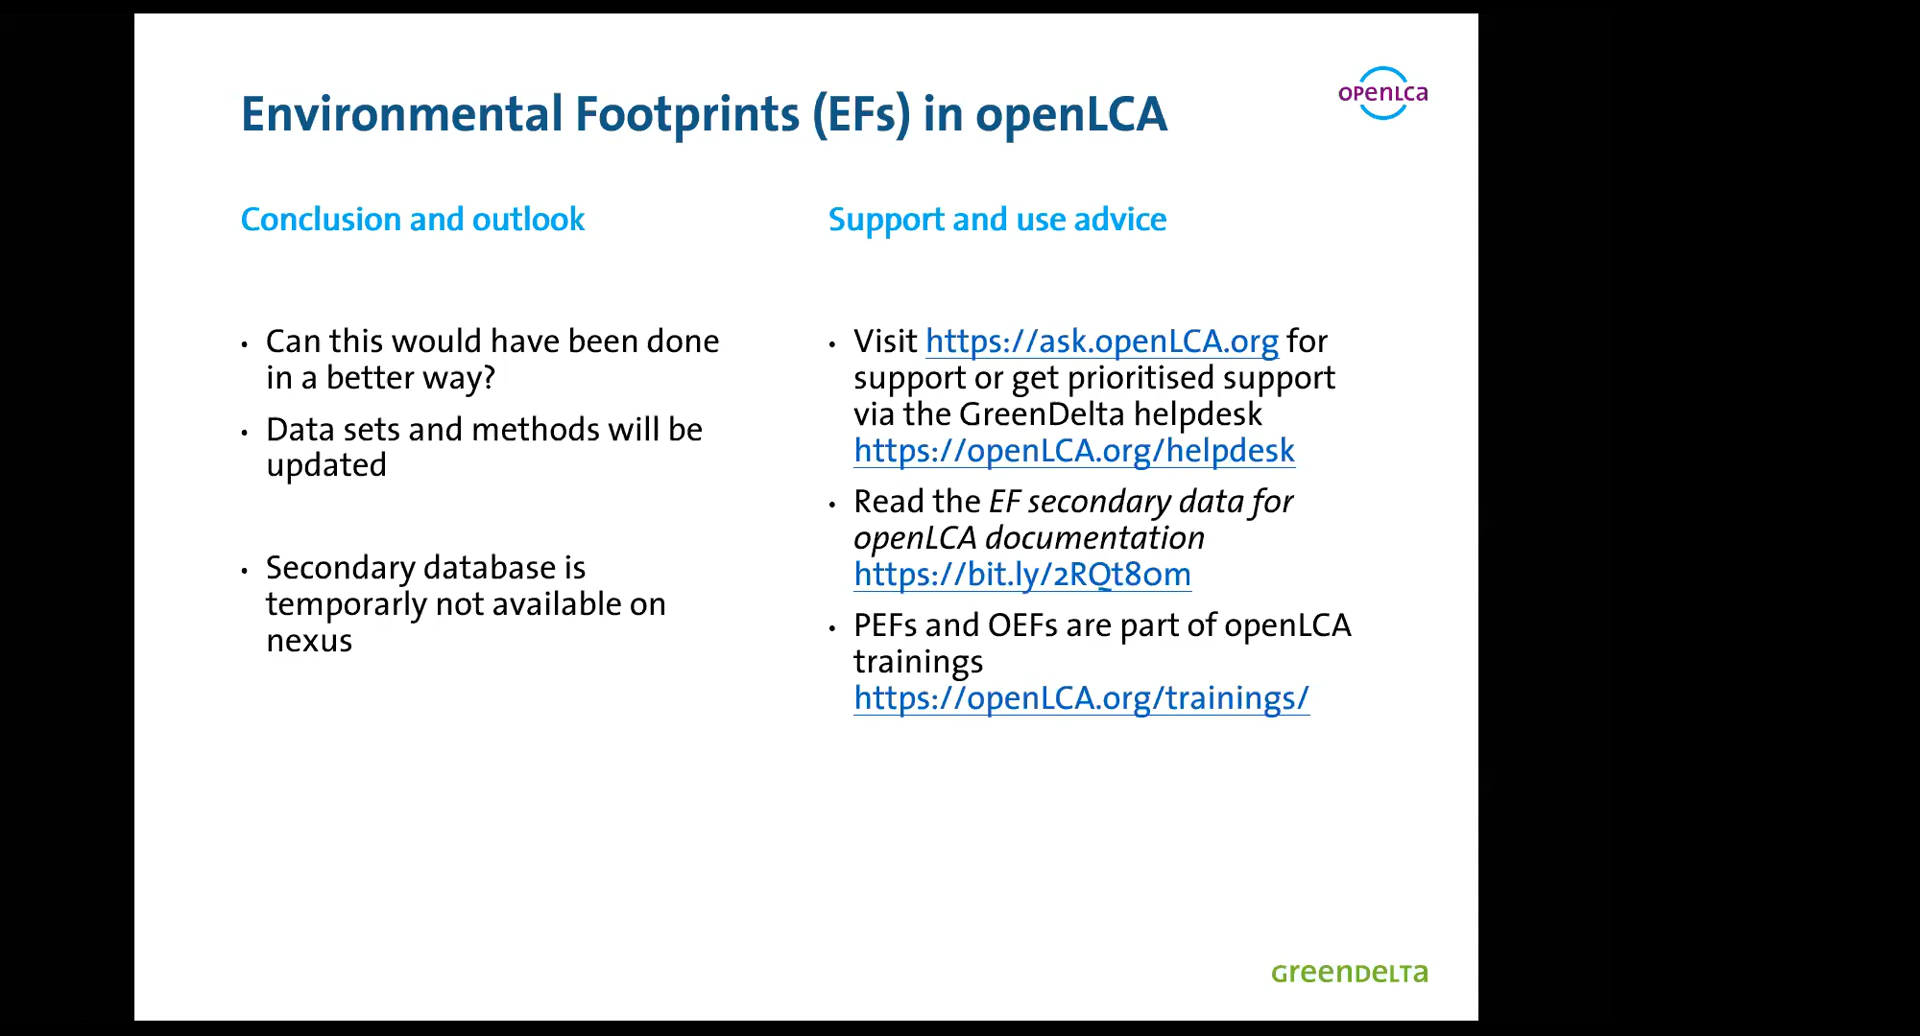 Environmental Footprints (EFs) in openLCA
openLCa
Conclusion and outlook
• Can this would have been done
in a better way?
• Data sets and methods will be
updated
• Secondary database is
temporarly not available on
nexus
Support and use advice
• Visit https://ask.openLCA.org for
support or get prioritised support
via the GreenDelta helpdesk
https://openLCA.org/helpdesk
• Read the EF secondary data for
openLCA documentation
https://bit.ly/2RQt8om
• PEFs and OEFs are part of openLCA
trainings
https://openLCA.org/trainings/
GreenDeLTa